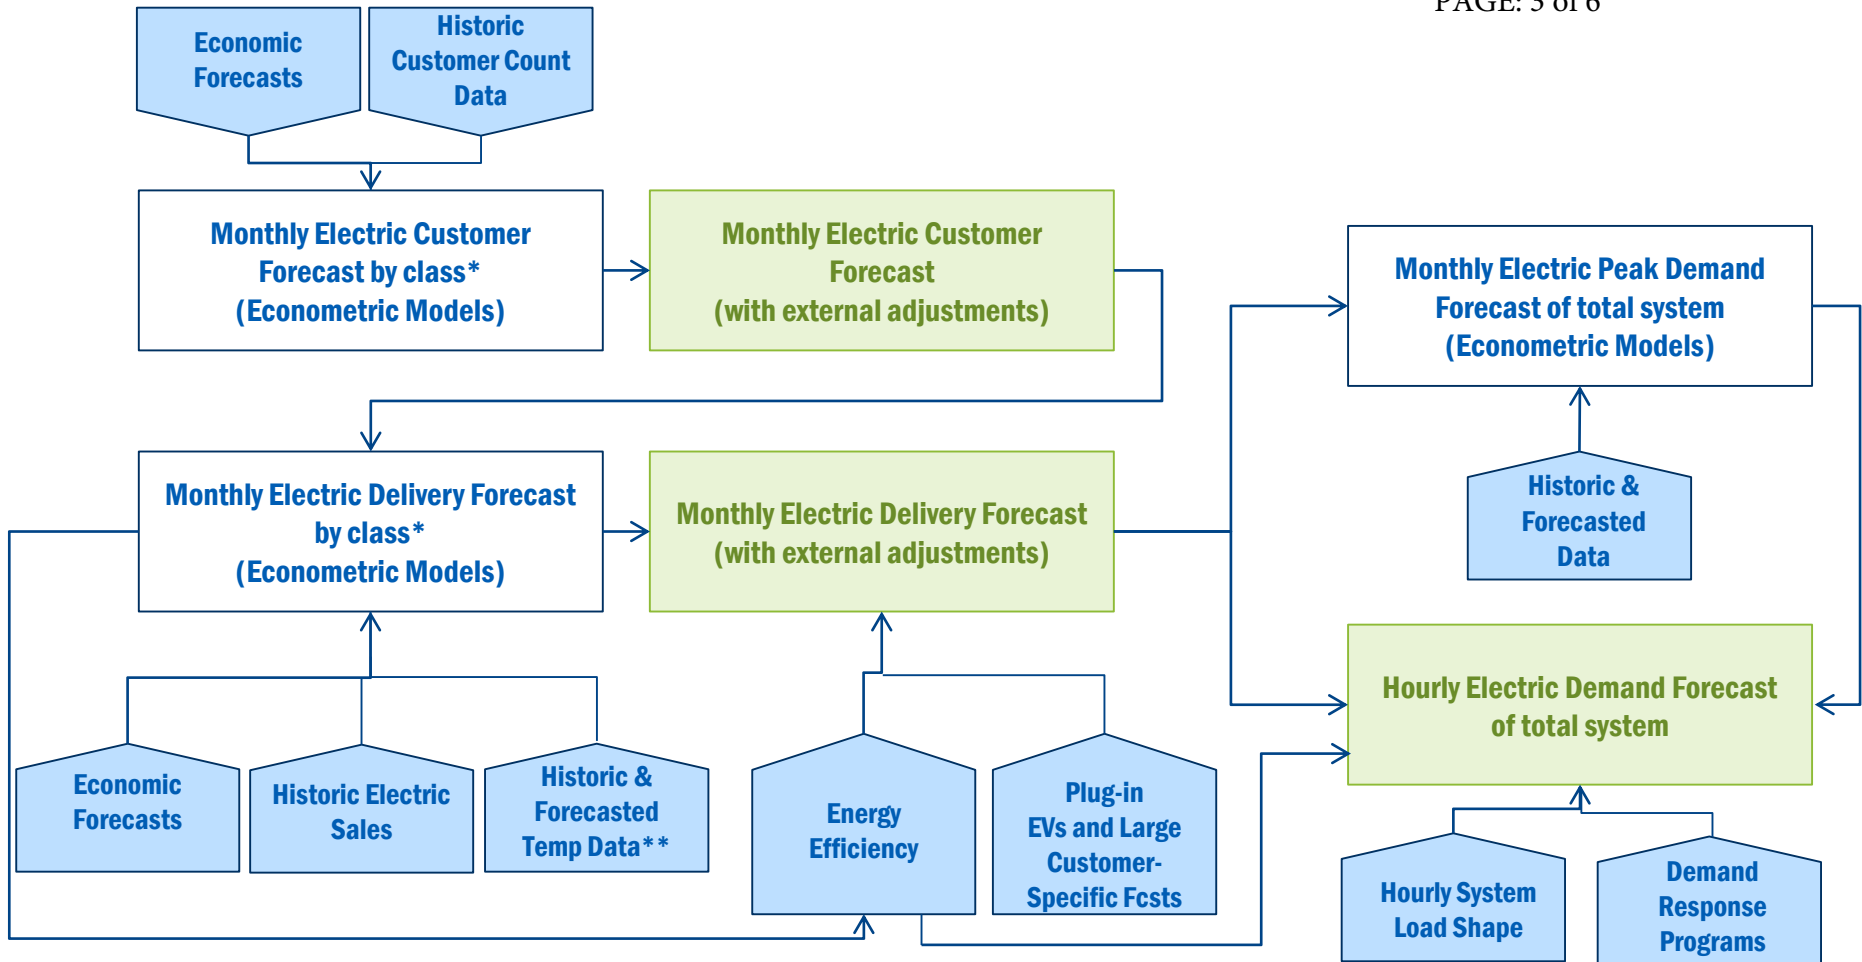 PAGE: 3 of 6
Economic
Forecasts
Historic
Customer Count
Data
Monthly Electric Customer
Forecast by class*
(Econometric Models)
Monthly Electric Customer
Forecast
(with external adjustments)
Monthly Electric Peak Demand
Forecast of total system
(Econometric Models)
Monthly Electric Delivery Forecast
by class*
(Econometric Models)
Monthly Electric Delivery Forecast
(with external adjustments)
Historic &
Forecasted
Data
Hourly Electric Demand Forecast
of total system
Economic
Forecasts
Historic Electric
Sales
Historic &
Forecasted
Temp Data**
Energy
Efficiency
Plug-in
EVs and Large
Customer-
Specific Fcsts
Hourly System
Load Shape
Demand
Response
Programs